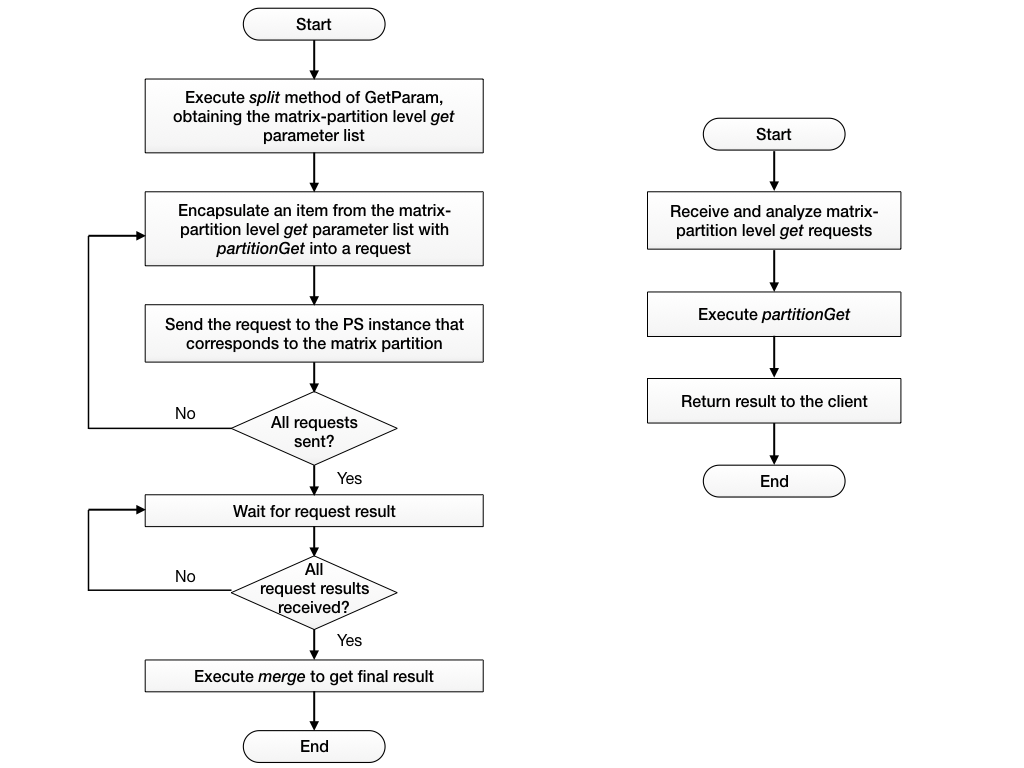 Start
Execute split method of GetParam,
obtaining the matrix-partition level get
parameter list
Encapsulate an item from the matrix-
partition level get parameter list with
partitionGet into a request
Send the request to the PS instance that
corresponds to the matrix partition
All requests
sent?
No
Yes
Wait for request result
All
request results
received?
No
Yes
Execute merge to get final result
End
Start
Receive and analyze matrix-
partition level get requests
Execute partitionGet
Return result to the client
End